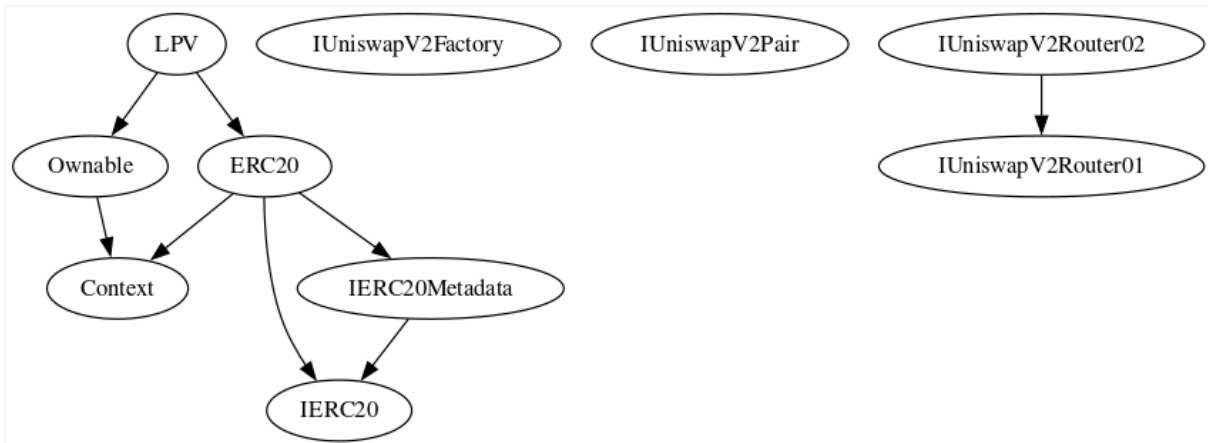 LPV IUniswapV2Factory IUniswapV2Pair IUniswapV2Router02
Ownable ERC20 IUniswapV2Router01
Context IERC20Metadata
IERC20